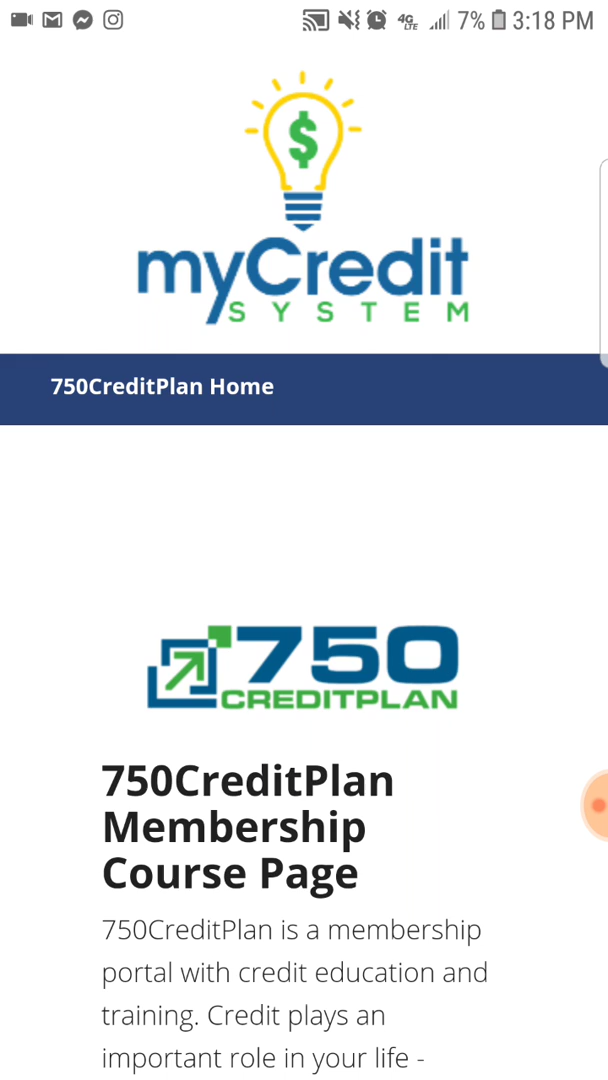 4G
LTE
7%
3:18 PM
$
myCredit
SYSTEM
750CreditPlan Home
750
CREDITPLAN
750CreditPlan
Membership
Course Page
750CreditPlan is a membership
portal with credit education and
training. Credit plays an
important role in your life -